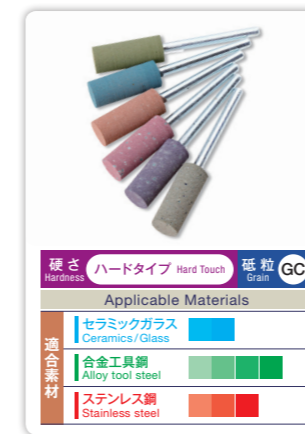 硬さ
Hardness
ハードタイプ Hard Touch
砥粒
Grain
GC
Applicable Materials
適合素材
セラミックガラス
Ceramics/Glass
合金工具鋼
Alloy tool steel
ステンレス鋼
Stainless steel